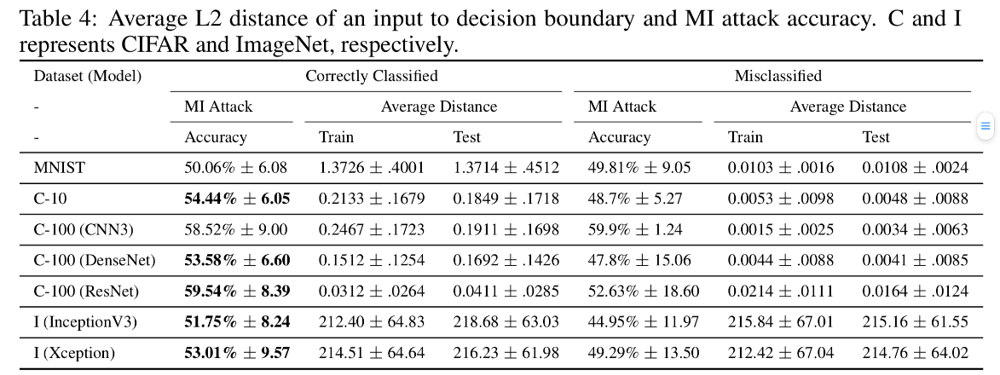 Table 4: Average L2 distance of an input to decision boundary and MI attack accuracy. C and I
represents CIFAR and ImageNet, respectively.
Dataset (Model) Correctly Classified Misclassified
- MI Attack Average Distance MI Attack Average Distance
- Accuracy Train Test Accuracy Train Test
MNIST 50.06% ± 6.08 1.3726 ± .4001 1.3714 ± .4512 49.81% ± 9.05 0.0103 ± .0016 0.0108 ± .0024
C-10 54.44% ± 6.05 0.2133 ± .1679 0.1849 ± .1718 48.7% ± 5.27 0.0053 ± .0098 0.0048 ± .0088
C-100 (CNN3) 58.52% ± 9.00 0.2467 ± .1723 0.1911 ± .1698 59.9% ± 1.24 0.0015 ± .0025 0.0034 ± .0063
C-100 (DenseNet) 53.58% ± 6.60 0.1512 ± .1254 0.1692 ± .1426 47.8% ± 15.06 0.0044 ± .0088 0.0041 ± .0085
C-100 (ResNet) 59.54% ± 8.39 0.0312 ± .0264 0.0411 ± .0285 52.63% ± 18.60 0.0214 ± .0111 0.0164 ± .0124
I (InceptionV3) 51.75% ± 8.24 212.40 ± 64.83 218.68 ± 63.03 44.95% ± 11.97 215.84 ± 67.01 215.16 ± 61.55
I (Xception) 53.01% ± 9.57 214.51 ± 64.64 216.23 ± 61.98 49.29% ± 13.50 212.42 ± 67.04 214.76 ± 64.02